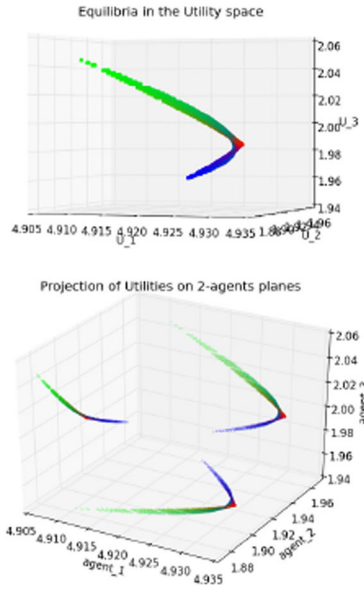 Equilibria in the Utility space
2.06
2.04
2.02
2.00
U_3
1.98
1.96
1.94
4.905 4.910 4.915 4.920 4.925 4.930 4.935
U_1
U_2
Projection of Utilities on 2-agents planes
2.06
2.04
2.02
2.00
1.98
1.96
1.94
4.905 4.910 4.915 4.920 4.925 4.930 4.935
agent_1
1.88 1.90 1.92 1.94 1.96
agent_2